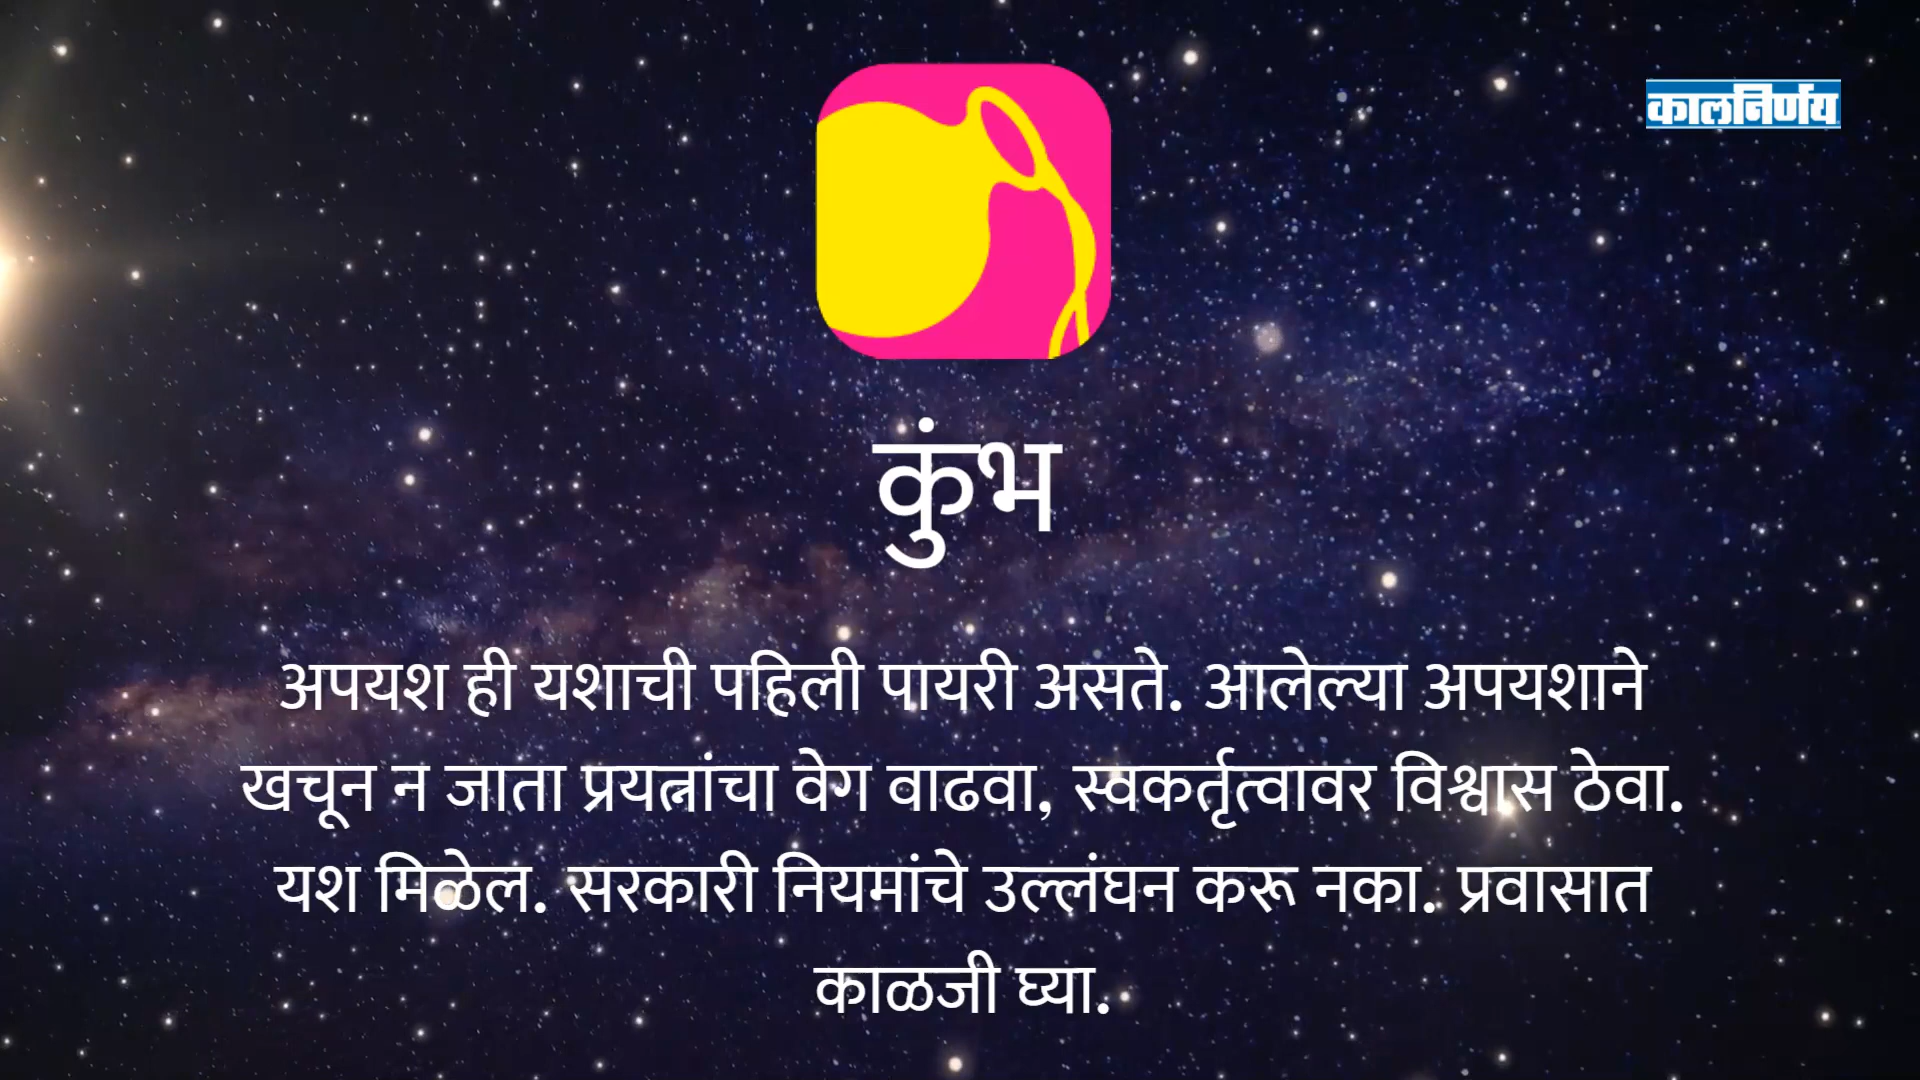 कालनिर्णय
कुंभ
अपयश ही यशाची पहिली पायरी असते. आलेल्या अपयशाने
खचून न जाता प्रयत्नांचा वेग वाढवा, स्वकर्तृत्वावर विश्वास ठेवा.
यश मिळेल. सरकारी नियमांचे उल्लंघन करू नका. प्रवासात
काळजी घ्या.